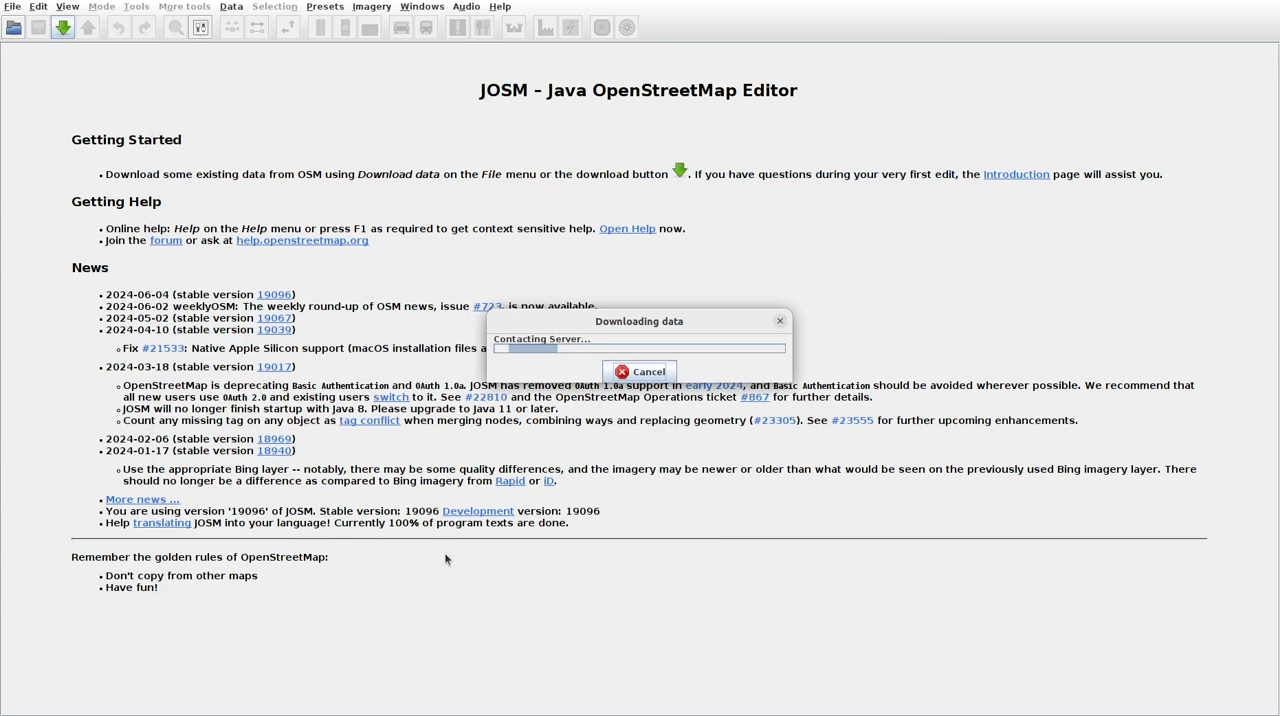 File Edit View Mode Tools More tools Data Selection Presets Imagery Windows Audio Help
JOSM – Java OpenStreetMap Editor
Getting Started
• Download some existing data from OSM using Download data on the File menu or the download button . If you have questions during your very first edit, the Introduction page will assist you.
Getting Help
• Online help: Help on the Help menu or press F1 as required to get context sensitive help. Open Help now.
• Join the forum or ask at help.openstreetmap.org
News
• 2024-06-04 (stable version 19096)
• 2024-06-02 weeklyOSM: The weekly round-up of OSM news, issue #723, is now available.
• 2024-05-02 (stable version 19067)
• 2024-04-10 (stable version 19039)
Fix #21533: Native Apple Silicon support (macOS installation files
• 2024-03-18 (stable version 19017)
OpenStreetMap is deprecating Basic Authentication and OAuth 1.0a. JOSM has removed OAuth 1.0a support in early 2024, and Basic Authentication should be avoided wherever possible. We recommend that
all new users use OAuth 2.0 and existing users switch to it. See #22810 and the OpenStreetMap Operations ticket #867 for further details.
JOSM will no longer finish startup with Java 8. Please upgrade to Java 11 or later.
Count any missing tag on any object as tag conflict when merging nodes, combining ways and replacing geometry (#23305). See #23555 for further upcoming enhancements.
• 2024-02-06 (stable version 18969)
• 2024-01-17 (stable version 18940)
Use the appropriate Bing layer -- notably, there may be some quality differences, and the imagery may be newer or older than what would be seen on the previously used Bing imagery layer. There
should no longer be a difference as compared to Bing imagery from Rapid or iD.
• More news ...
• You are using version '19096' of JOSM. Stable version: 19096 Development version: 19096
• Help translating JOSM into your language! Currently 100% of program texts are done.
Remember the golden rules of OpenStreetMap:
• Don't copy from other maps
• Have fun!
Downloading data
Contacting Server...
Cancel